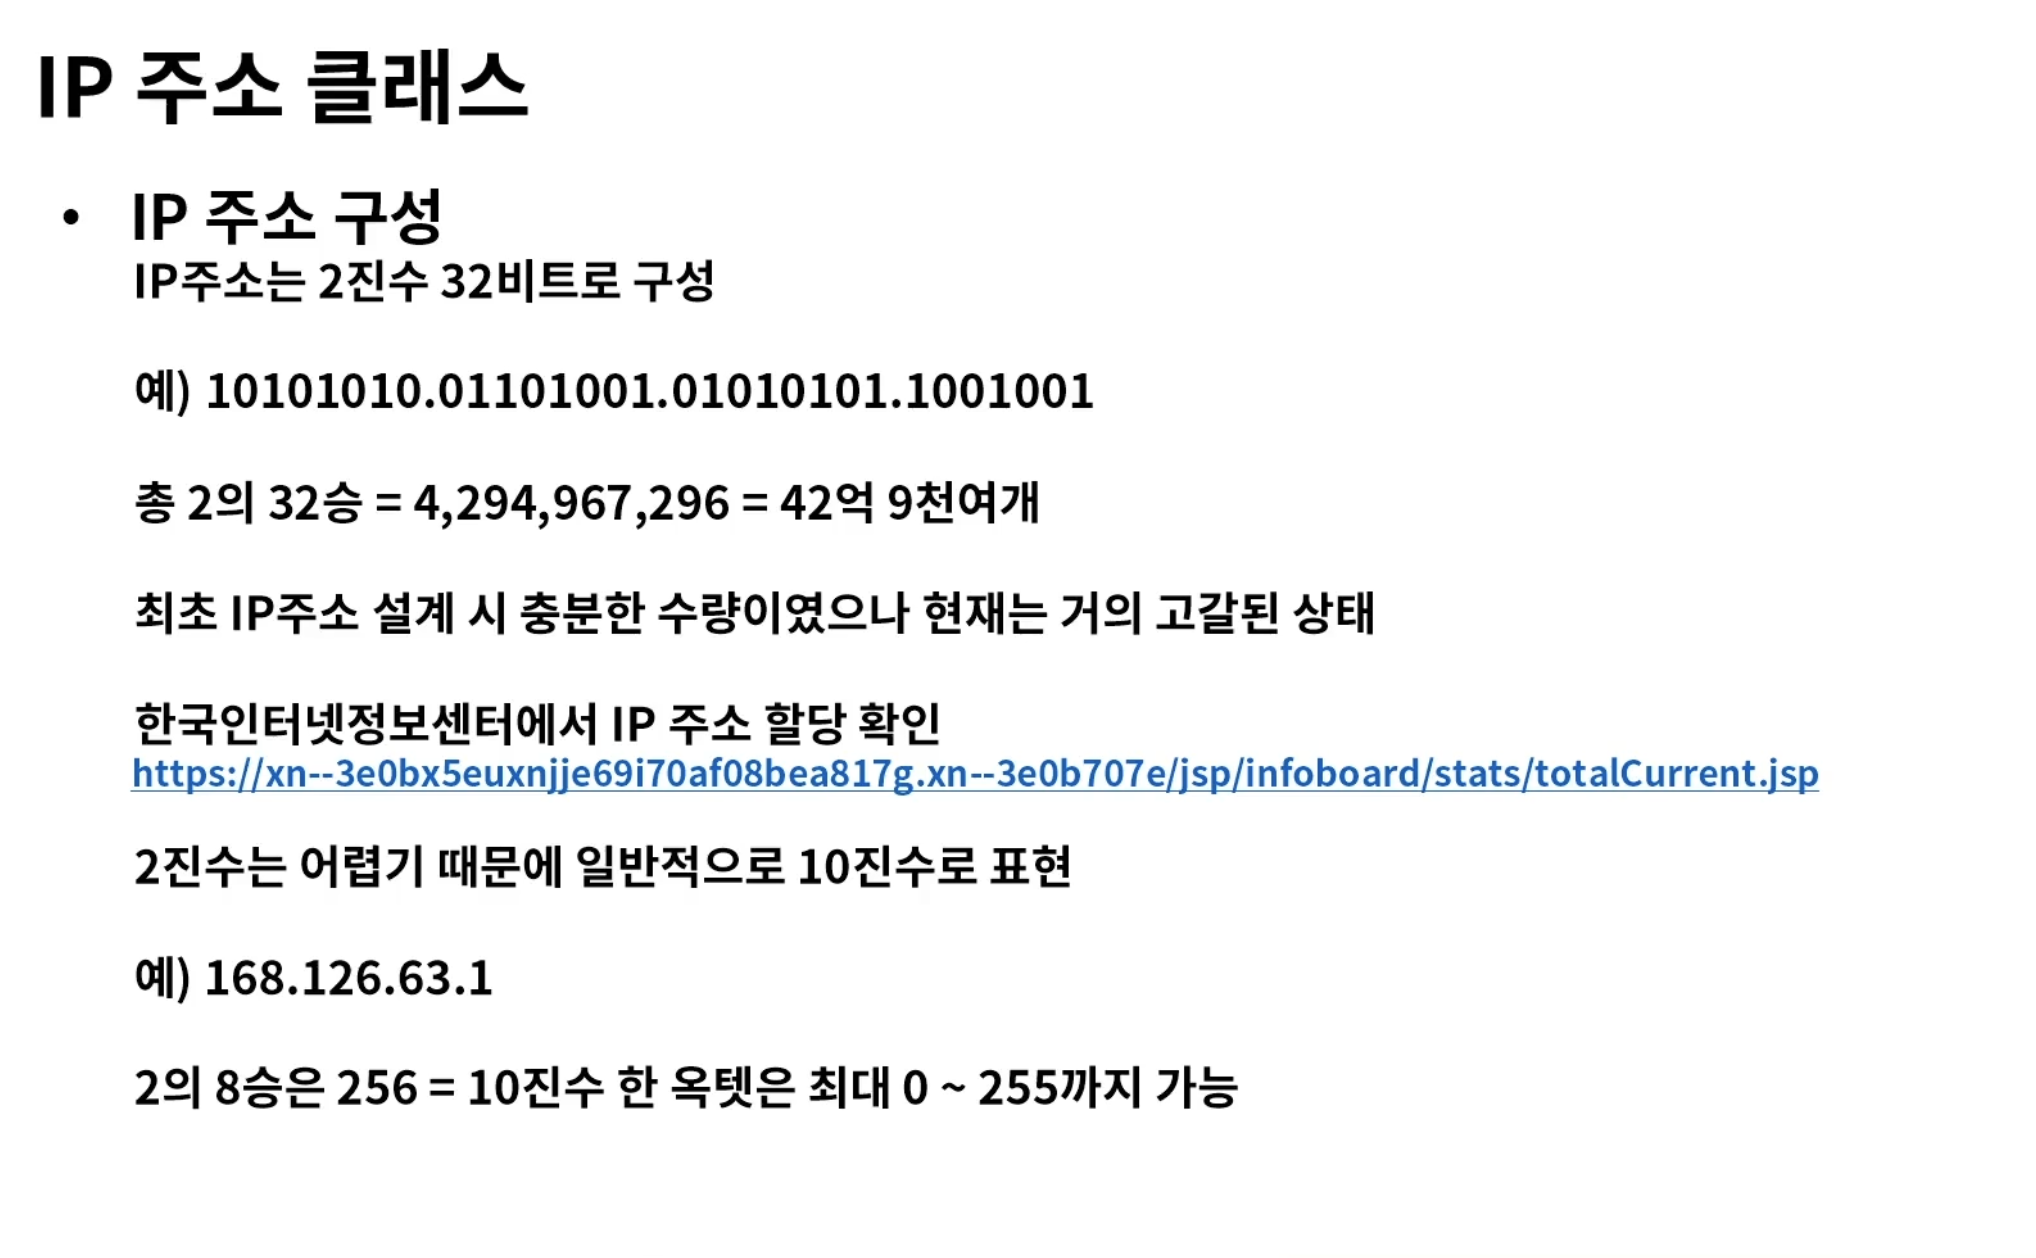 IP 주소 클래스
• IP 주소 구성
IP주소는 2진수 32비트로 구성
예) 10101010.01101001.01010101.1001001
총 2의 32승 = 4,294,967,296 = 42억 9천여개
최초 IP주소 설계 시 충분한 수량이였으나 현재는 거의 고갈된 상태
한국인터넷정보센터에서 IP 주소 할당 확인
https://xn--3e0bx5euxnjje69i70af08bea817g.xn--3e0b707e/jsp/infoboard/stats/totalCurrent.jsp
2진수는 어렵기 때문에 일반적으로 10진수로 표현
예) 168.126.63.1
2의 8승은 256 = 10진수 한 옥텟은 최대 0 ~ 255까지 가능